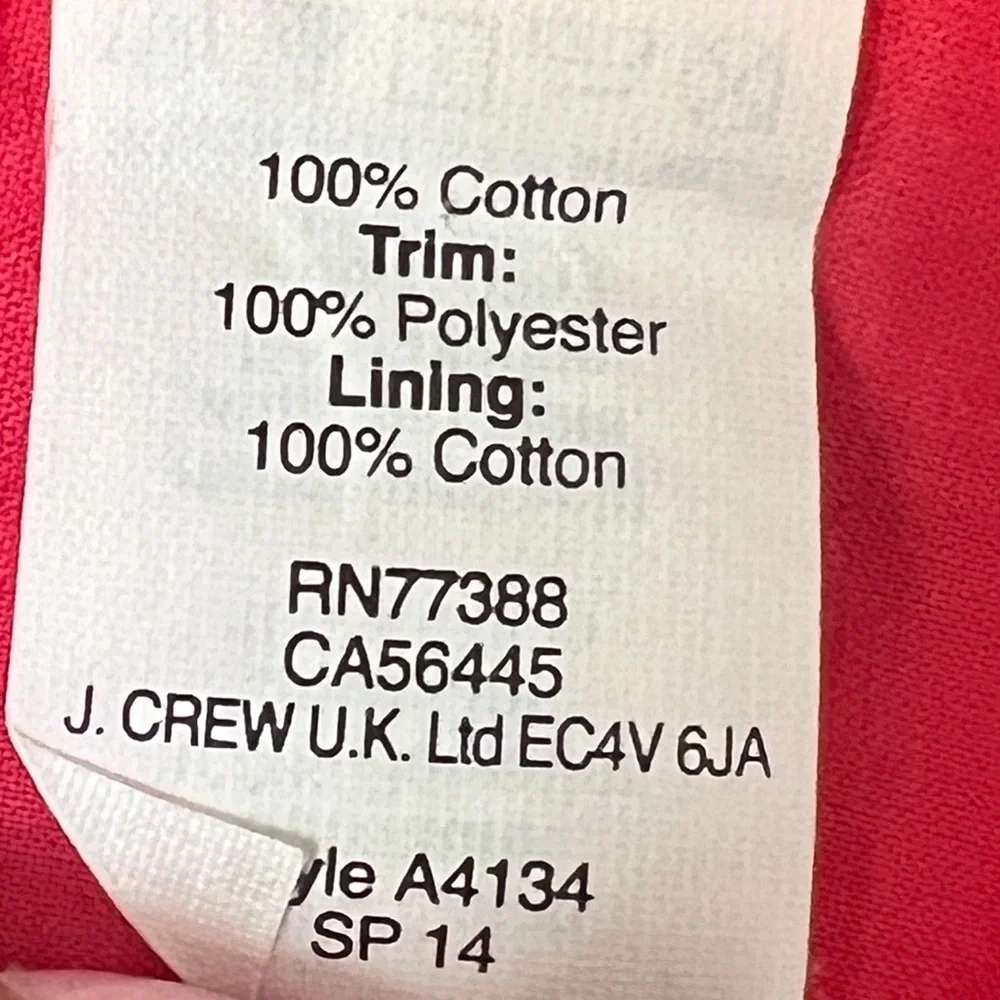 100% Cotton
Trim:
100% Polyester
Lining:
100% Cotton
RN77388
CA56445
J. CREW U.K. Ltd EC4V 6JA
yle A4134
SP 14